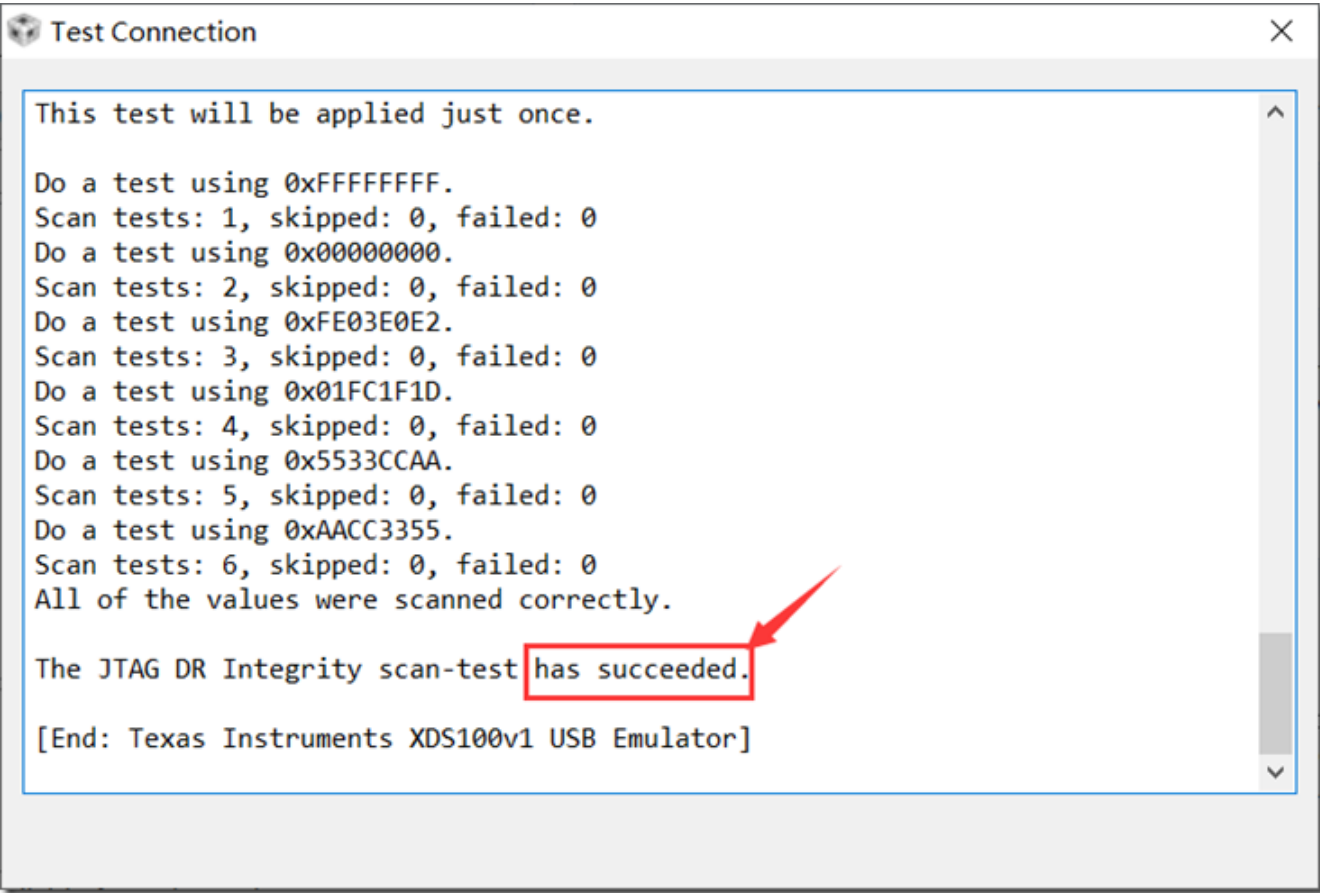 Test Connection
This test will be applied just once.
Do a test using 0xFFFFFFFF.
Scan tests: 1, skipped: 0, failed: 0
Do a test using 0x00000000.
Scan tests: 2, skipped: 0, failed: 0
Do a test using 0xFE03E0E2.
Scan tests: 3, skipped: 0, failed: 0
Do a test using 0x01FC1F1D.
Scan tests: 4, skipped: 0, failed: 0
Do a test using 0x5533CCAA.
Scan tests: 5, skipped: 0, failed: 0
Do a test using 0xAACC3355.
Scan tests: 6, skipped: 0, failed: 0
All of the values were scanned correctly.
The JTAG DR Integrity scan-test has succeeded.
[End: Texas Instruments XDS100v1 USB Emulator]